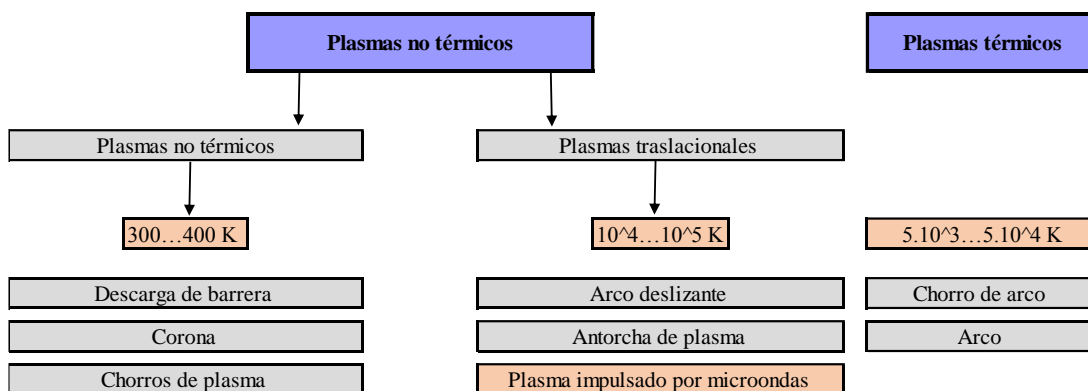 Plasmas no térmicos
Plasmas térmicos
Plasmas no térmicos
Plasmas traslacionales
300…400 K
10^4…10^5 K
5.10^3…5.10^4 K
Descarga de barrera
Arco deslizante
Chorro de arco
Corona
Antorcha de plasma
Arco
Chorros de plasma
Plasma impulsado por microondas